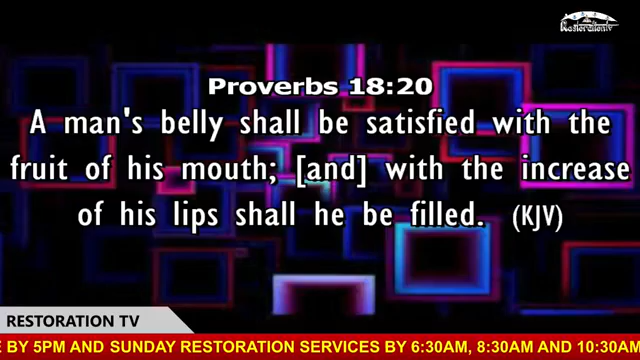 Restorationtv
Proverbs 18:20
A man's belly shall be satisfied with the
fruit of his mouth; [and] with the increase
of his lips shall he be filled. (KJV)
RESTORATION TV
E BY 5PM AND SUNDAY RESTORATION SERVICES BY 6:30AM, 8:30AM AND 10:30AM